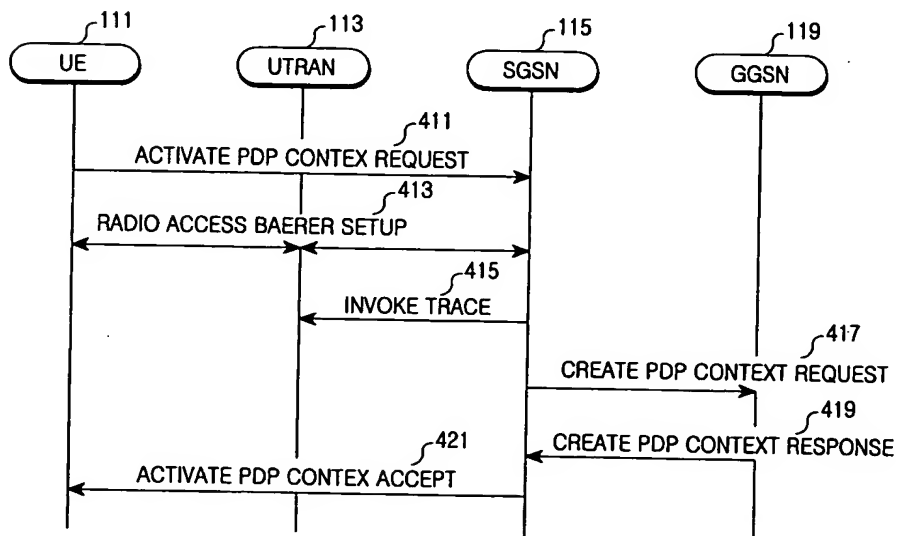 111
113
115
119
UE
UTRAN
SGSN
GGSN
411
ACTIVATE PDP CONTEX REQUEST
413
RADIO ACCESS BAERER SETUP
415
INVOKE TRACE
417
CREATE PDP CONTEXT REQUEST
419
CREATE PDP CONTEXT RESPONSE
421
ACTIVATE PDP CONTEX ACCEPT